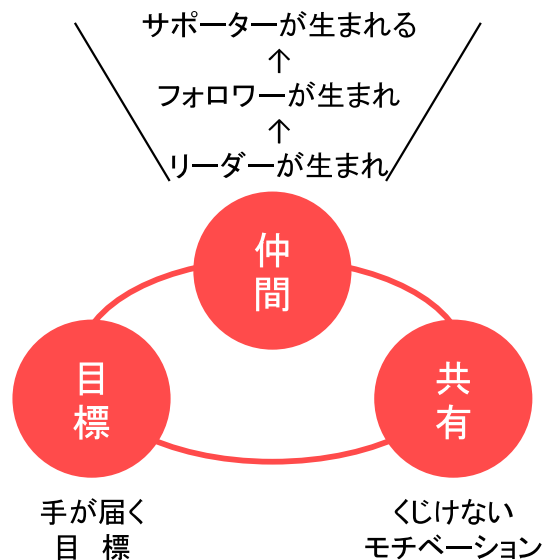 サポーターが生まれる
↑
フォロワーが生まれ
↑
リーダーが生まれ
仲
間
目
標
共
有
手が届く
目 標
くじけない
モチベーション